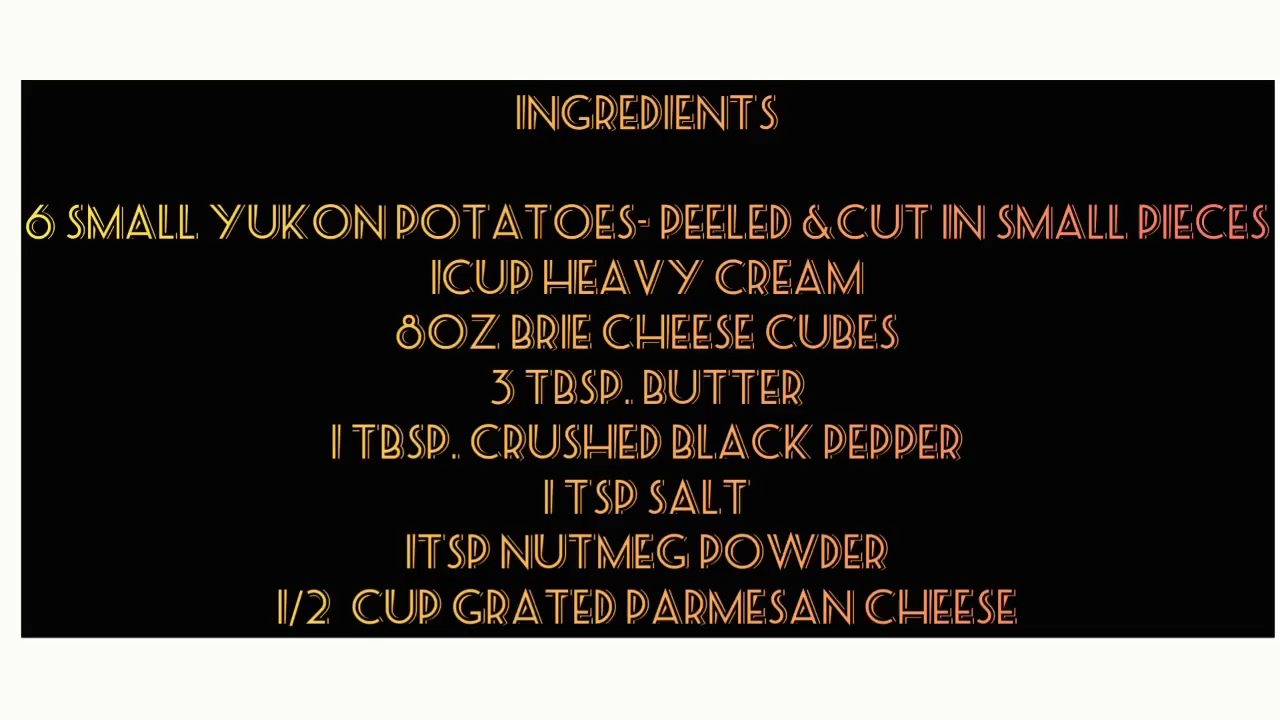 INGREDIENTS
6 SMALL YUKON POTATOES- PEELED &CUT IN SMALL PIECES
1CUP HEAVY CREAM
8OZ BRIE CHEESE CUBES
3 TBSP. BUTTER
1 TBSP. CRUSHED BLACK PEPPER
1 TSP SALT
1TSP NUTMEG POWDER
1/2 CUP GRATED PARMESAN CHEESE